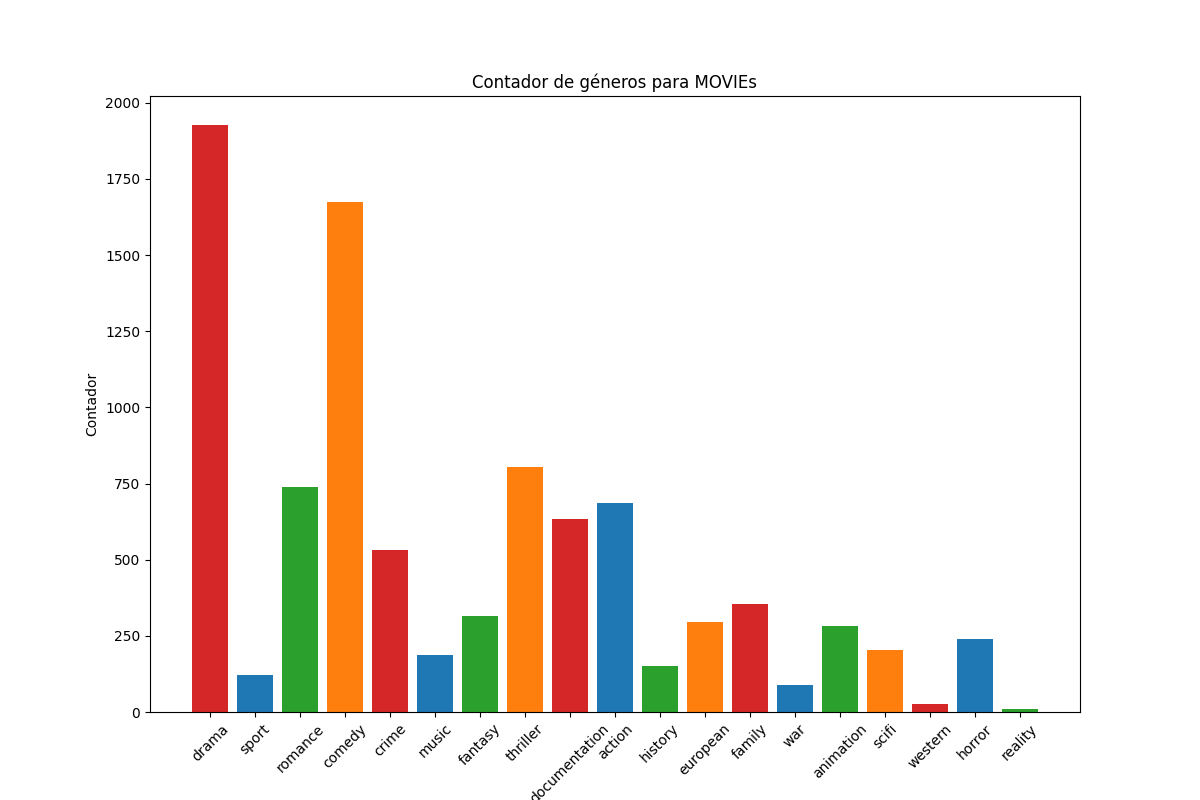 Contador de géneros para MOVIEs
2000
1750
1500
1250
1000
750
500
250
0
Contador
drama
sport
romance
comedy
crime
music
fantasy
thriller
documentation
action
history
european
family
war
animation
scifi
western
horror
reality